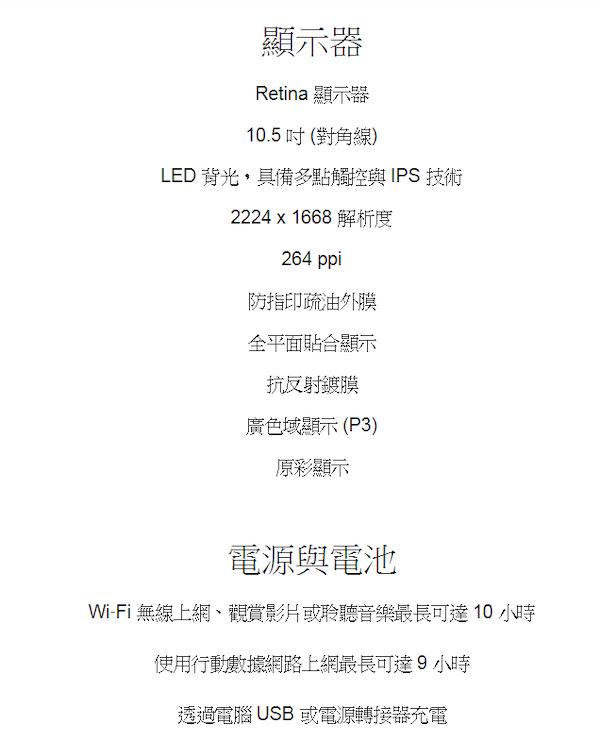 顯示器
Retina 顯示器
10.5 吋 (對角線)
LED 背光，具備多點觸控與 IPS 技術
2224 x 1668 解析度
264 ppi
防指印疏油外膜
全平面貼合顯示
抗反射鍍膜
廣色域顯示 (P3)
原彩顯示
電源與電池
Wi-Fi 無線上網、觀賞影片或聆聽音樂最長可達 10 小時
使用行動數據網路上網最長可達 9 小時
透過電腦 USB 或電源轉接器充電